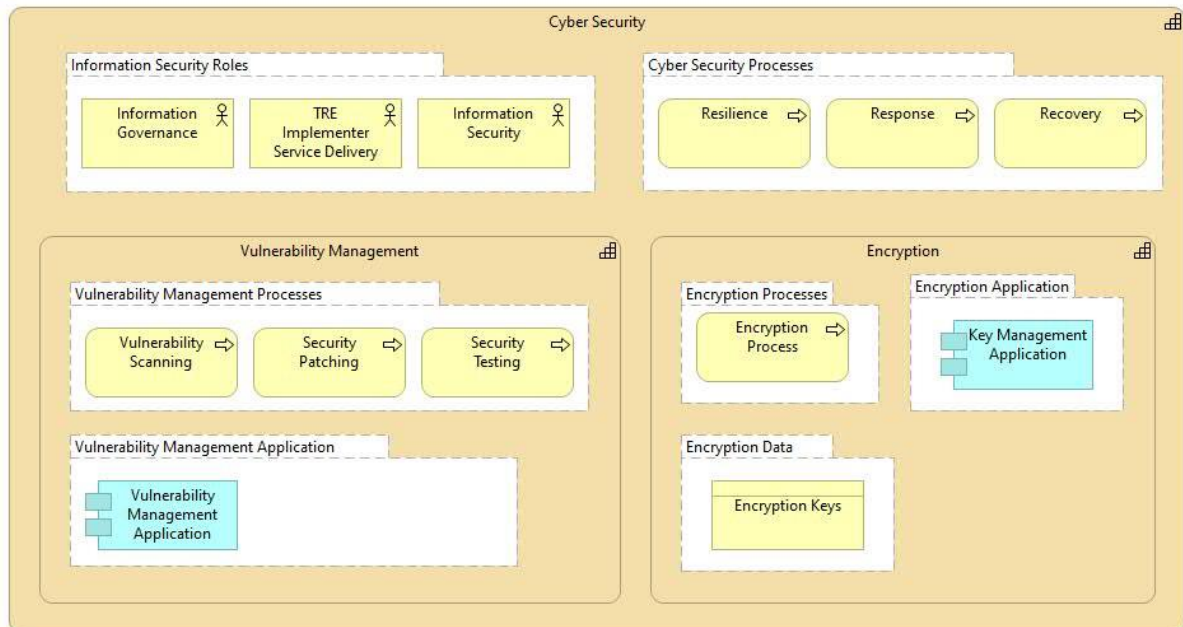 Cyber Security
Information Security Roles
Information
Governance
TRE
Implementer
Service Delivery
Information
Security
Cyber Security Processes
Resilience
Response
Recovery
Vulnerability Management
Vulnerability Management Processes
Vulnerability
Scanning
Security
Patching
Security
Testing
Vulnerability Management Application
Vulnerability
Management
Application
Encryption
Encryption Processes
Encryption
Process
Encryption Application
Key Management
Application
Encryption Data
Encryption Keys